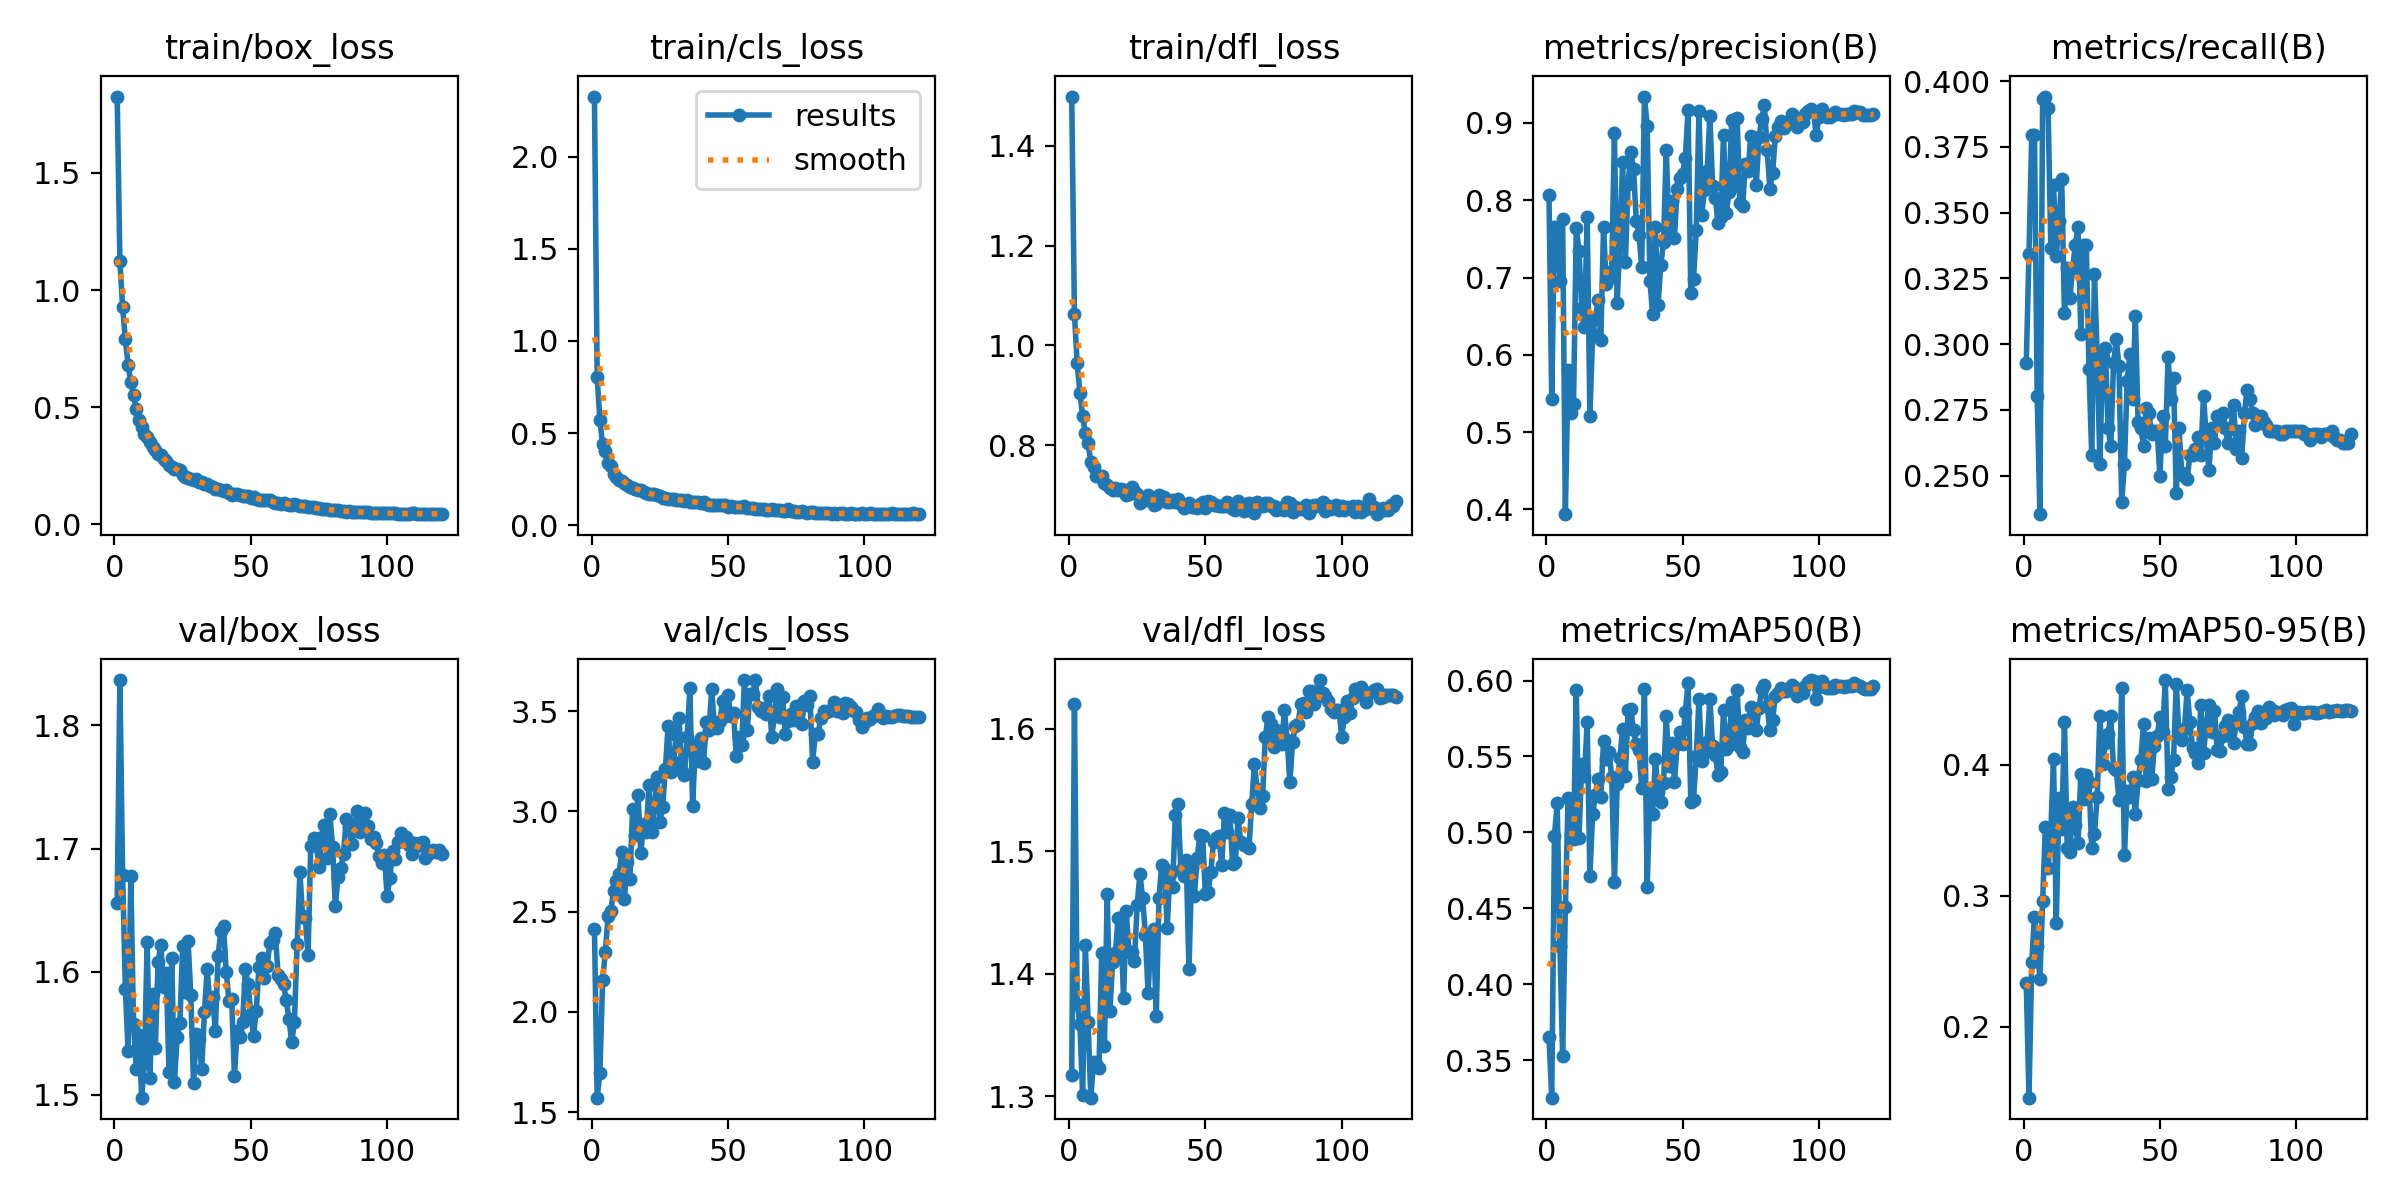 train/box_loss
1.5
1.0
0.5
0.0
0 50 100
train/cls_loss
results
smooth
2.0
1.5
1.0
0.5
0.0
0 50 100
train/dfl_loss
1.4
1.2
1.0
0.8
0 50 100
metrics/precision(B)
0.9
0.8
0.7
0.6
0.5
0.4
0 50 100
metrics/recall(B)
0.400
0.375
0.350
0.325
0.300
0.275
0.250
0 50 100
val/box_loss
1.8
1.7
1.6
1.5
0 50 100
val/cls_loss
3.5
3.0
2.5
2.0
1.5
0 50 100
val/dfl_loss
1.6
1.5
1.4
1.3
0 50 100
metrics/mAP50(B)
0.60
0.55
0.50
0.45
0.40
0.35
0 50 100
metrics/mAP50-95(B)
0.4
0.3
0.2
0 50 100